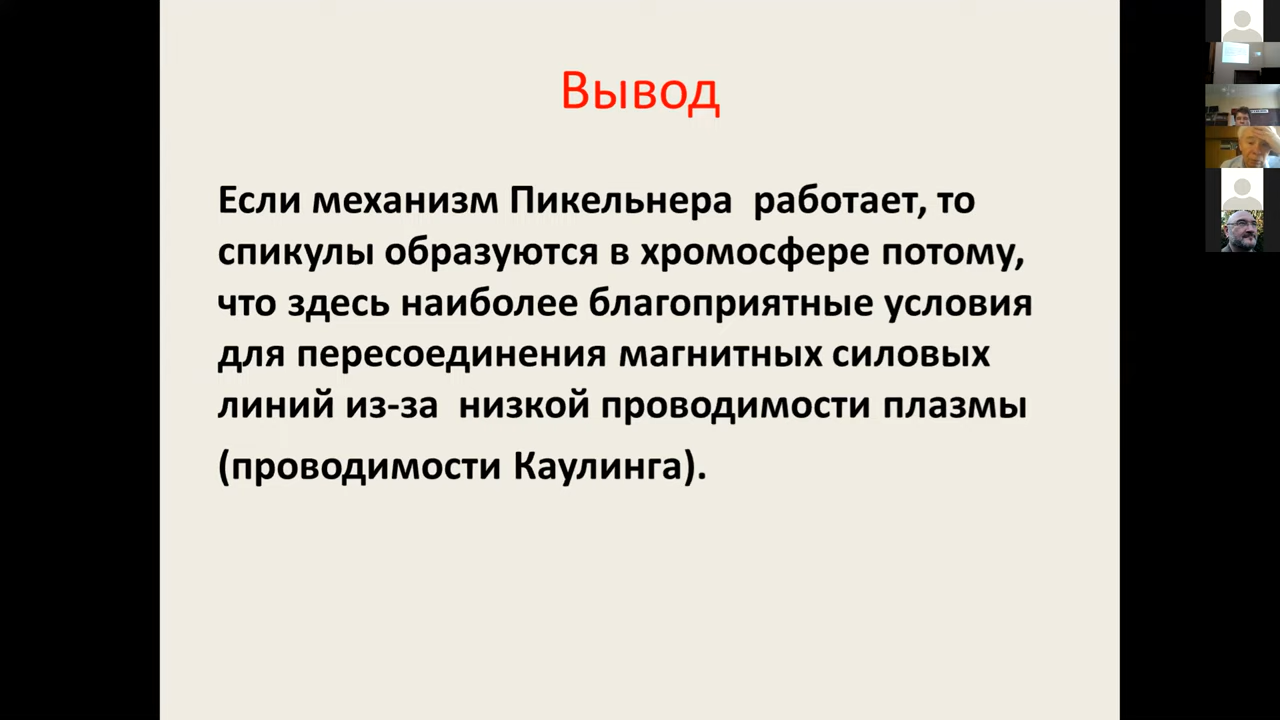 Вывод
Если механизм Пикельнера  работает, то
спикулы образуются в хромосфере потому,
что здесь наиболее благоприятные условия
для пересоединения магнитных силовых
линий из-за  низкой проводимости плазмы
(проводимости Каулинга).